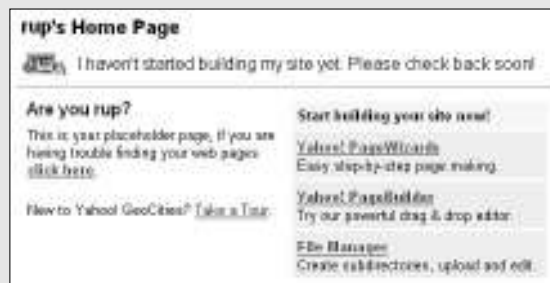 rup's Home Page
I haven't started building my site yet. Please check back soon!
Are you rup?
This is your placeholder page, if you are
having trouble finding your web pages
click here.
New to Yahoo! GeoCities? Take a Tour.
Start building your site now!
Yahoo! PageWizards
Easy step-by-step page making.
Yahoo! PageBuilder
Try our powerful drag & drop editor.
File Manager
Create subdirectories, upload and edit.